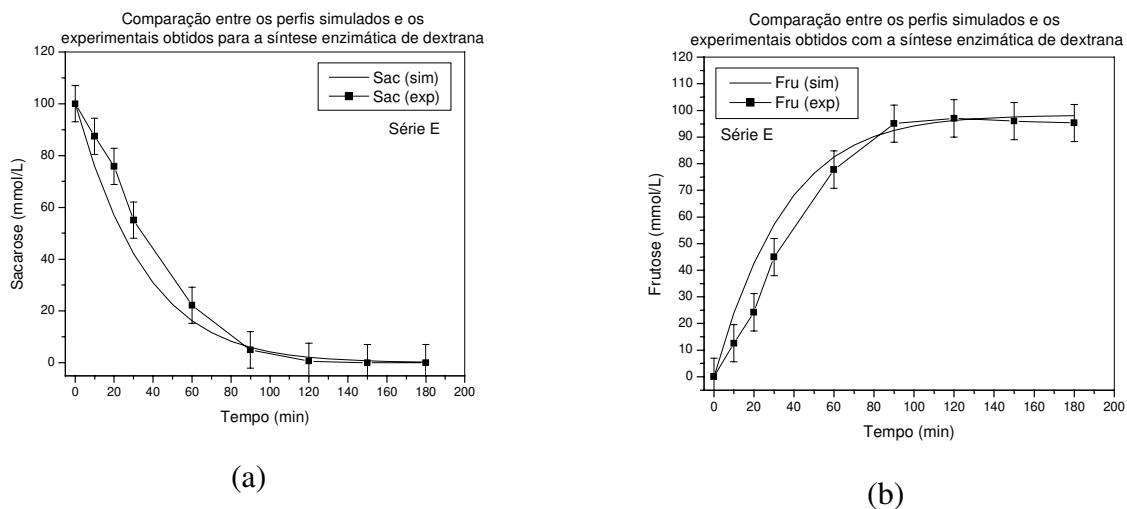 Comparação entre os perfis simulados e os
experimentais obtidos para a síntese enzimática de dextrana
120
100
80
60
40
20
0
Sacarose (mmol/L)
Sac (sim)
Sac (exp)
Série E
0 20 40 60 80 100 120 140 160 180 200
Tempo (min)
(a)
Comparação entre os perfis simulados e os
experimentais obtidos com a síntese enzimática de dextrana
120
110
100
90
80
70
60
50
40
30
20
10
0
Frutose (mmol/L)
Fru (sim)
Fru (exp)
Série E
0 20 40 60 80 100 120 140 160 180 200
Tempo (min)
(b)